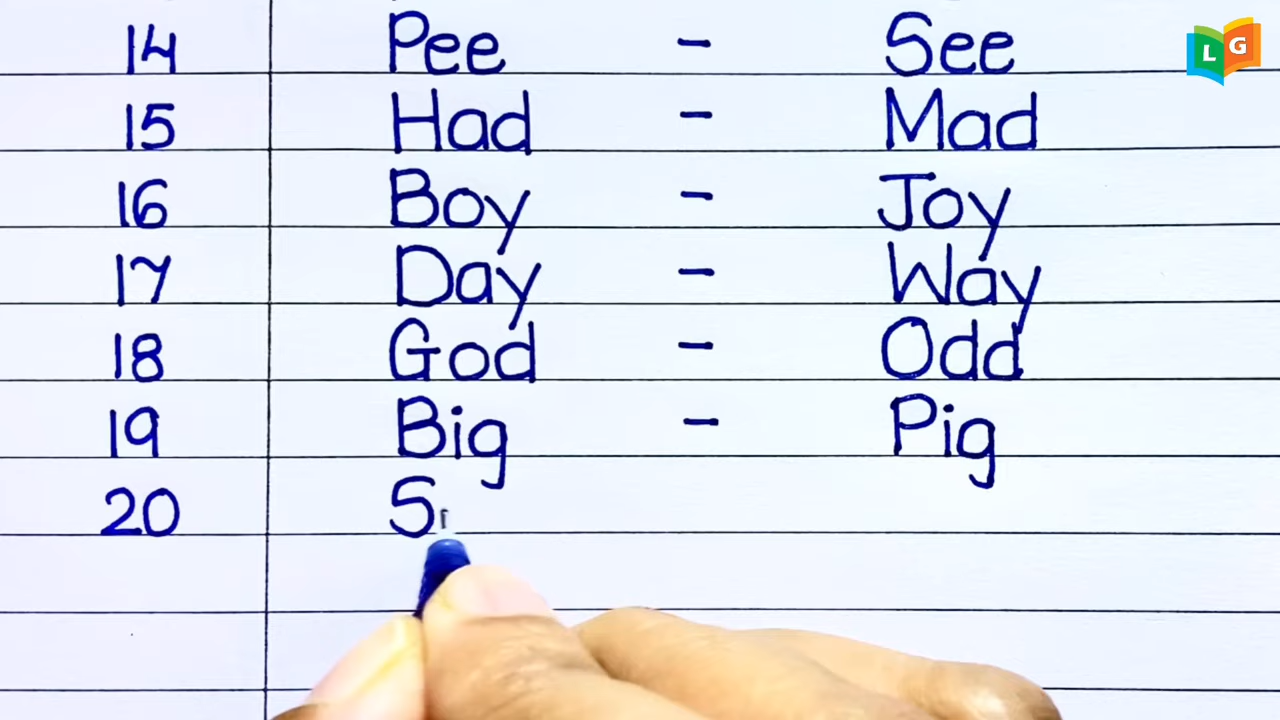 14 Pee - See
LG
15 Had - Mad
16 Boy - Joy
17 Day - Way
18 God - Odd
19 Big - Pig
20 S